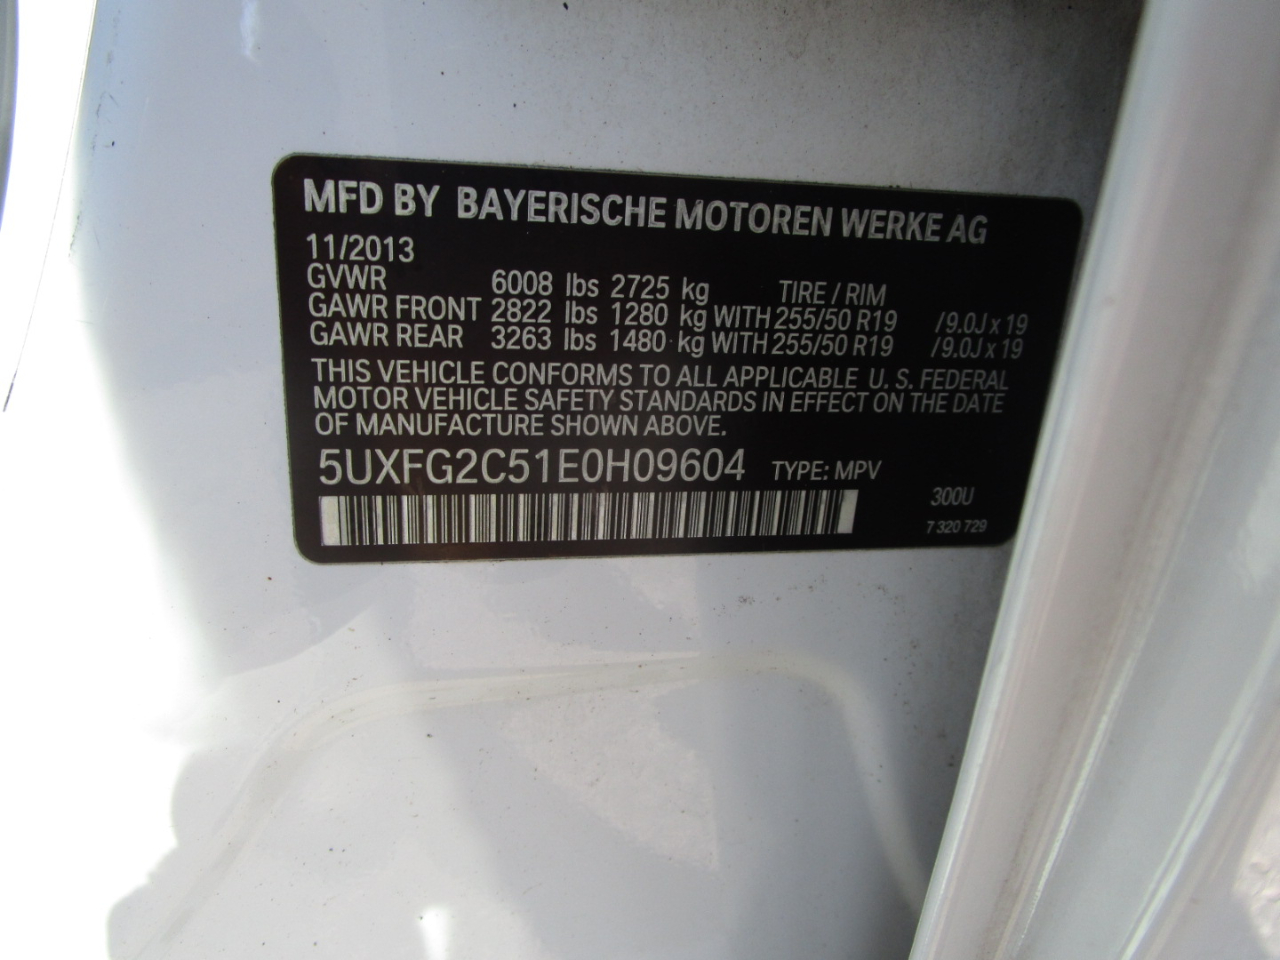 MFD BY BAYERISCHE MOTOREN WERKE AG
11/2013
GVWR 6008 lbs 2725 kg TIRE / RIM
GAWR FRONT 2822 lbs 1280 kg WITH 255/50 R19 /9.0J x 19
GAWR REAR 3263 lbs 1480 kg WITH 255/50 R19 /9.0J x 19
THIS VEHICLE CONFORMS TO ALL APPLICABLE U. S. FEDERAL
MOTOR VEHICLE SAFETY STANDARDS IN EFFECT ON THE DATE
OF MANUFACTURE SHOWN ABOVE.
5UXFG2C51E0H09604 TYPE: MPV
300U
7 320 729